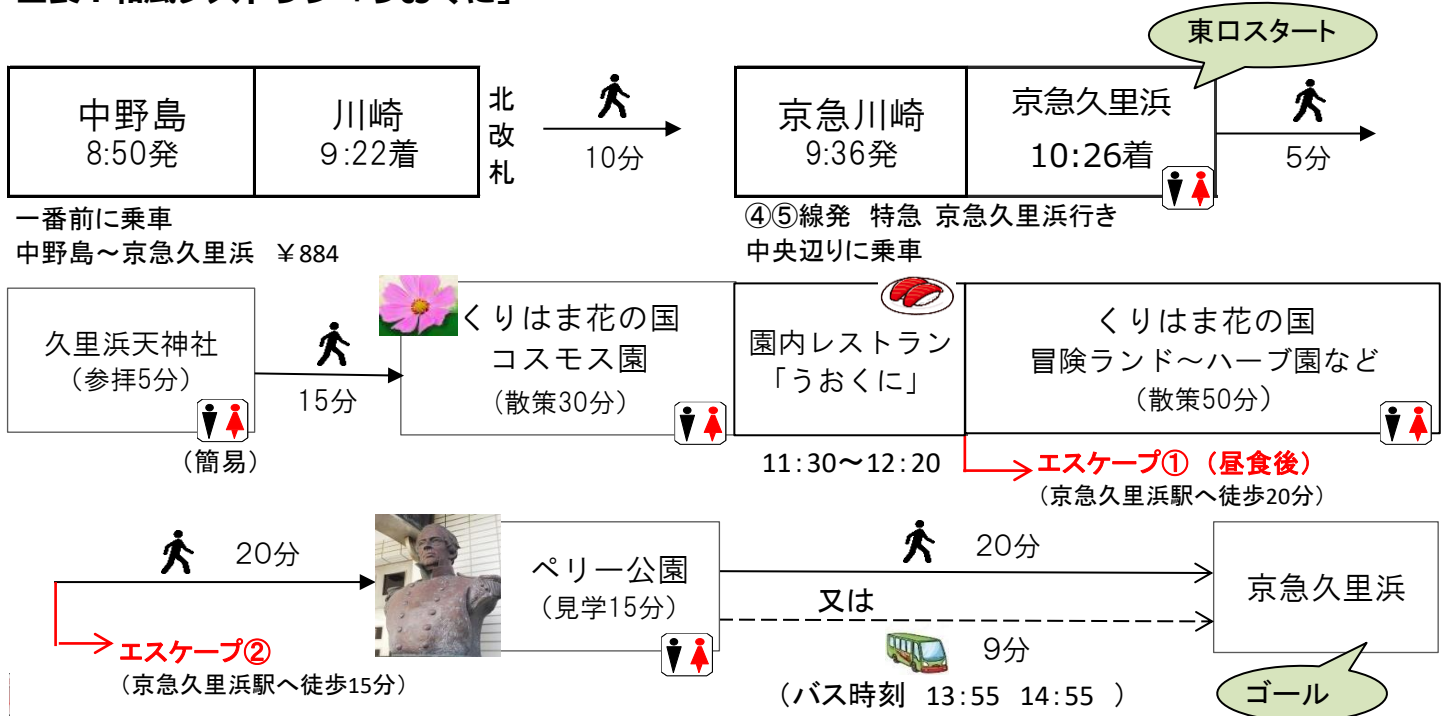 東口スタート
中野島
8:50発
川崎
9:22着
北改札
10分
京急川崎
9:36発
京急久里浜
10:26着
5分
一番前に乗車
中野島～京急久里浜 ￥884
④⑤線発 特急 京急久里浜行き
中央辺りに乗車
久里浜天神社
（参拝5分）
（簡易）
15分
くりはま花の国
コスモス園
（散策30分）
園内レストラン
「うおくに」
11:30～12:20
くりはま花の国
冒険ランド～ハーブ園など
（散策50分）
エスケープ①（昼食後）
（京急久里浜駅へ徒歩20分）
20分
エスケープ②
（京急久里浜駅へ徒歩15分）
ペリー公園
（見学15分）
20分
又は
9分
（バス時刻 13:55 14:55 ）
京急久里浜
ゴール